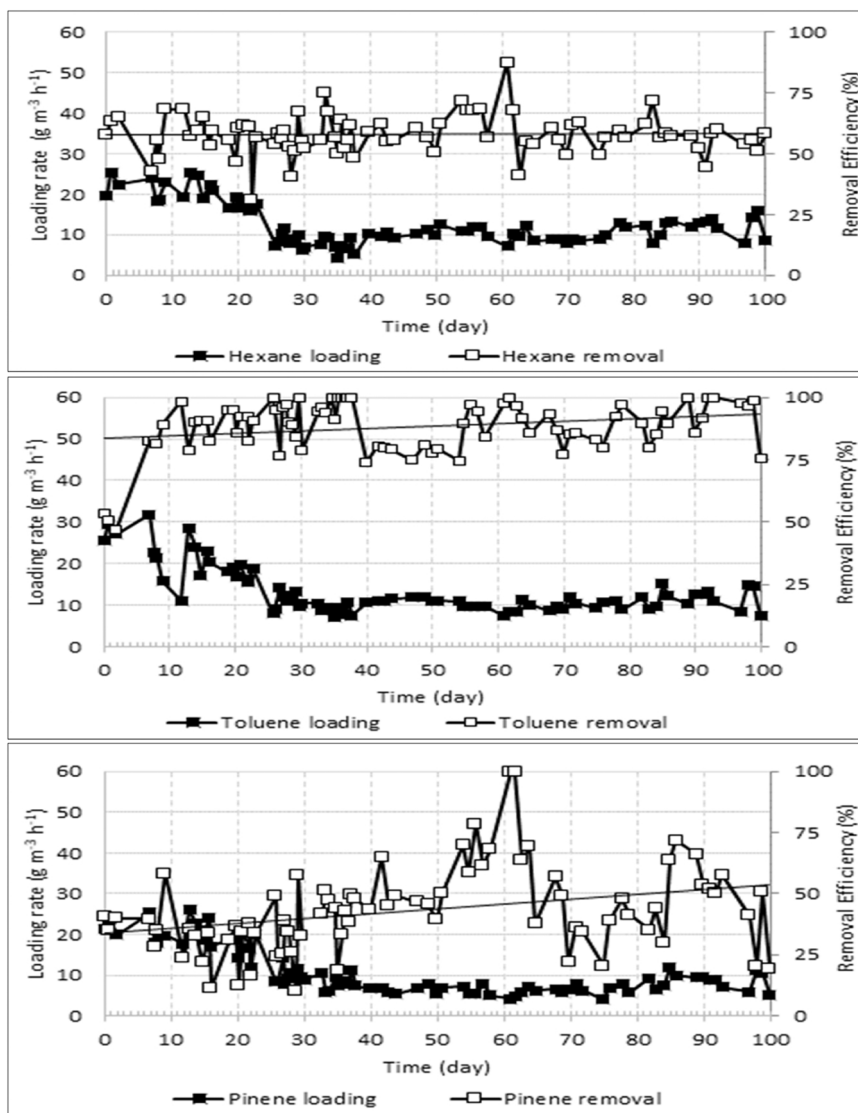 60 100
50
75
40
30 50
20
25
10
0 0
0 10 20 30 40 50 60 70 80 90 100
Loading rate (g m⁻³ h⁻¹)
Removal Efficiency (%)
Time (day)
Hexane loading Hexane removal
60 100
50
75
40
30 50
20
25
10
0 0
0 10 20 30 40 50 60 70 80 90 100
Loading rate (g m⁻³ h⁻¹)
Removal Efficiency (%)
Time (day)
Toluene loading Toluene removal
60 100
50
75
40
30 50
20
25
10
0 0
0 10 20 30 40 50 60 70 80 90 100
Loading rate (g m⁻³ h⁻¹)
Removal Efficiency (%)
Time (day)
Pinene loading Pinene removal